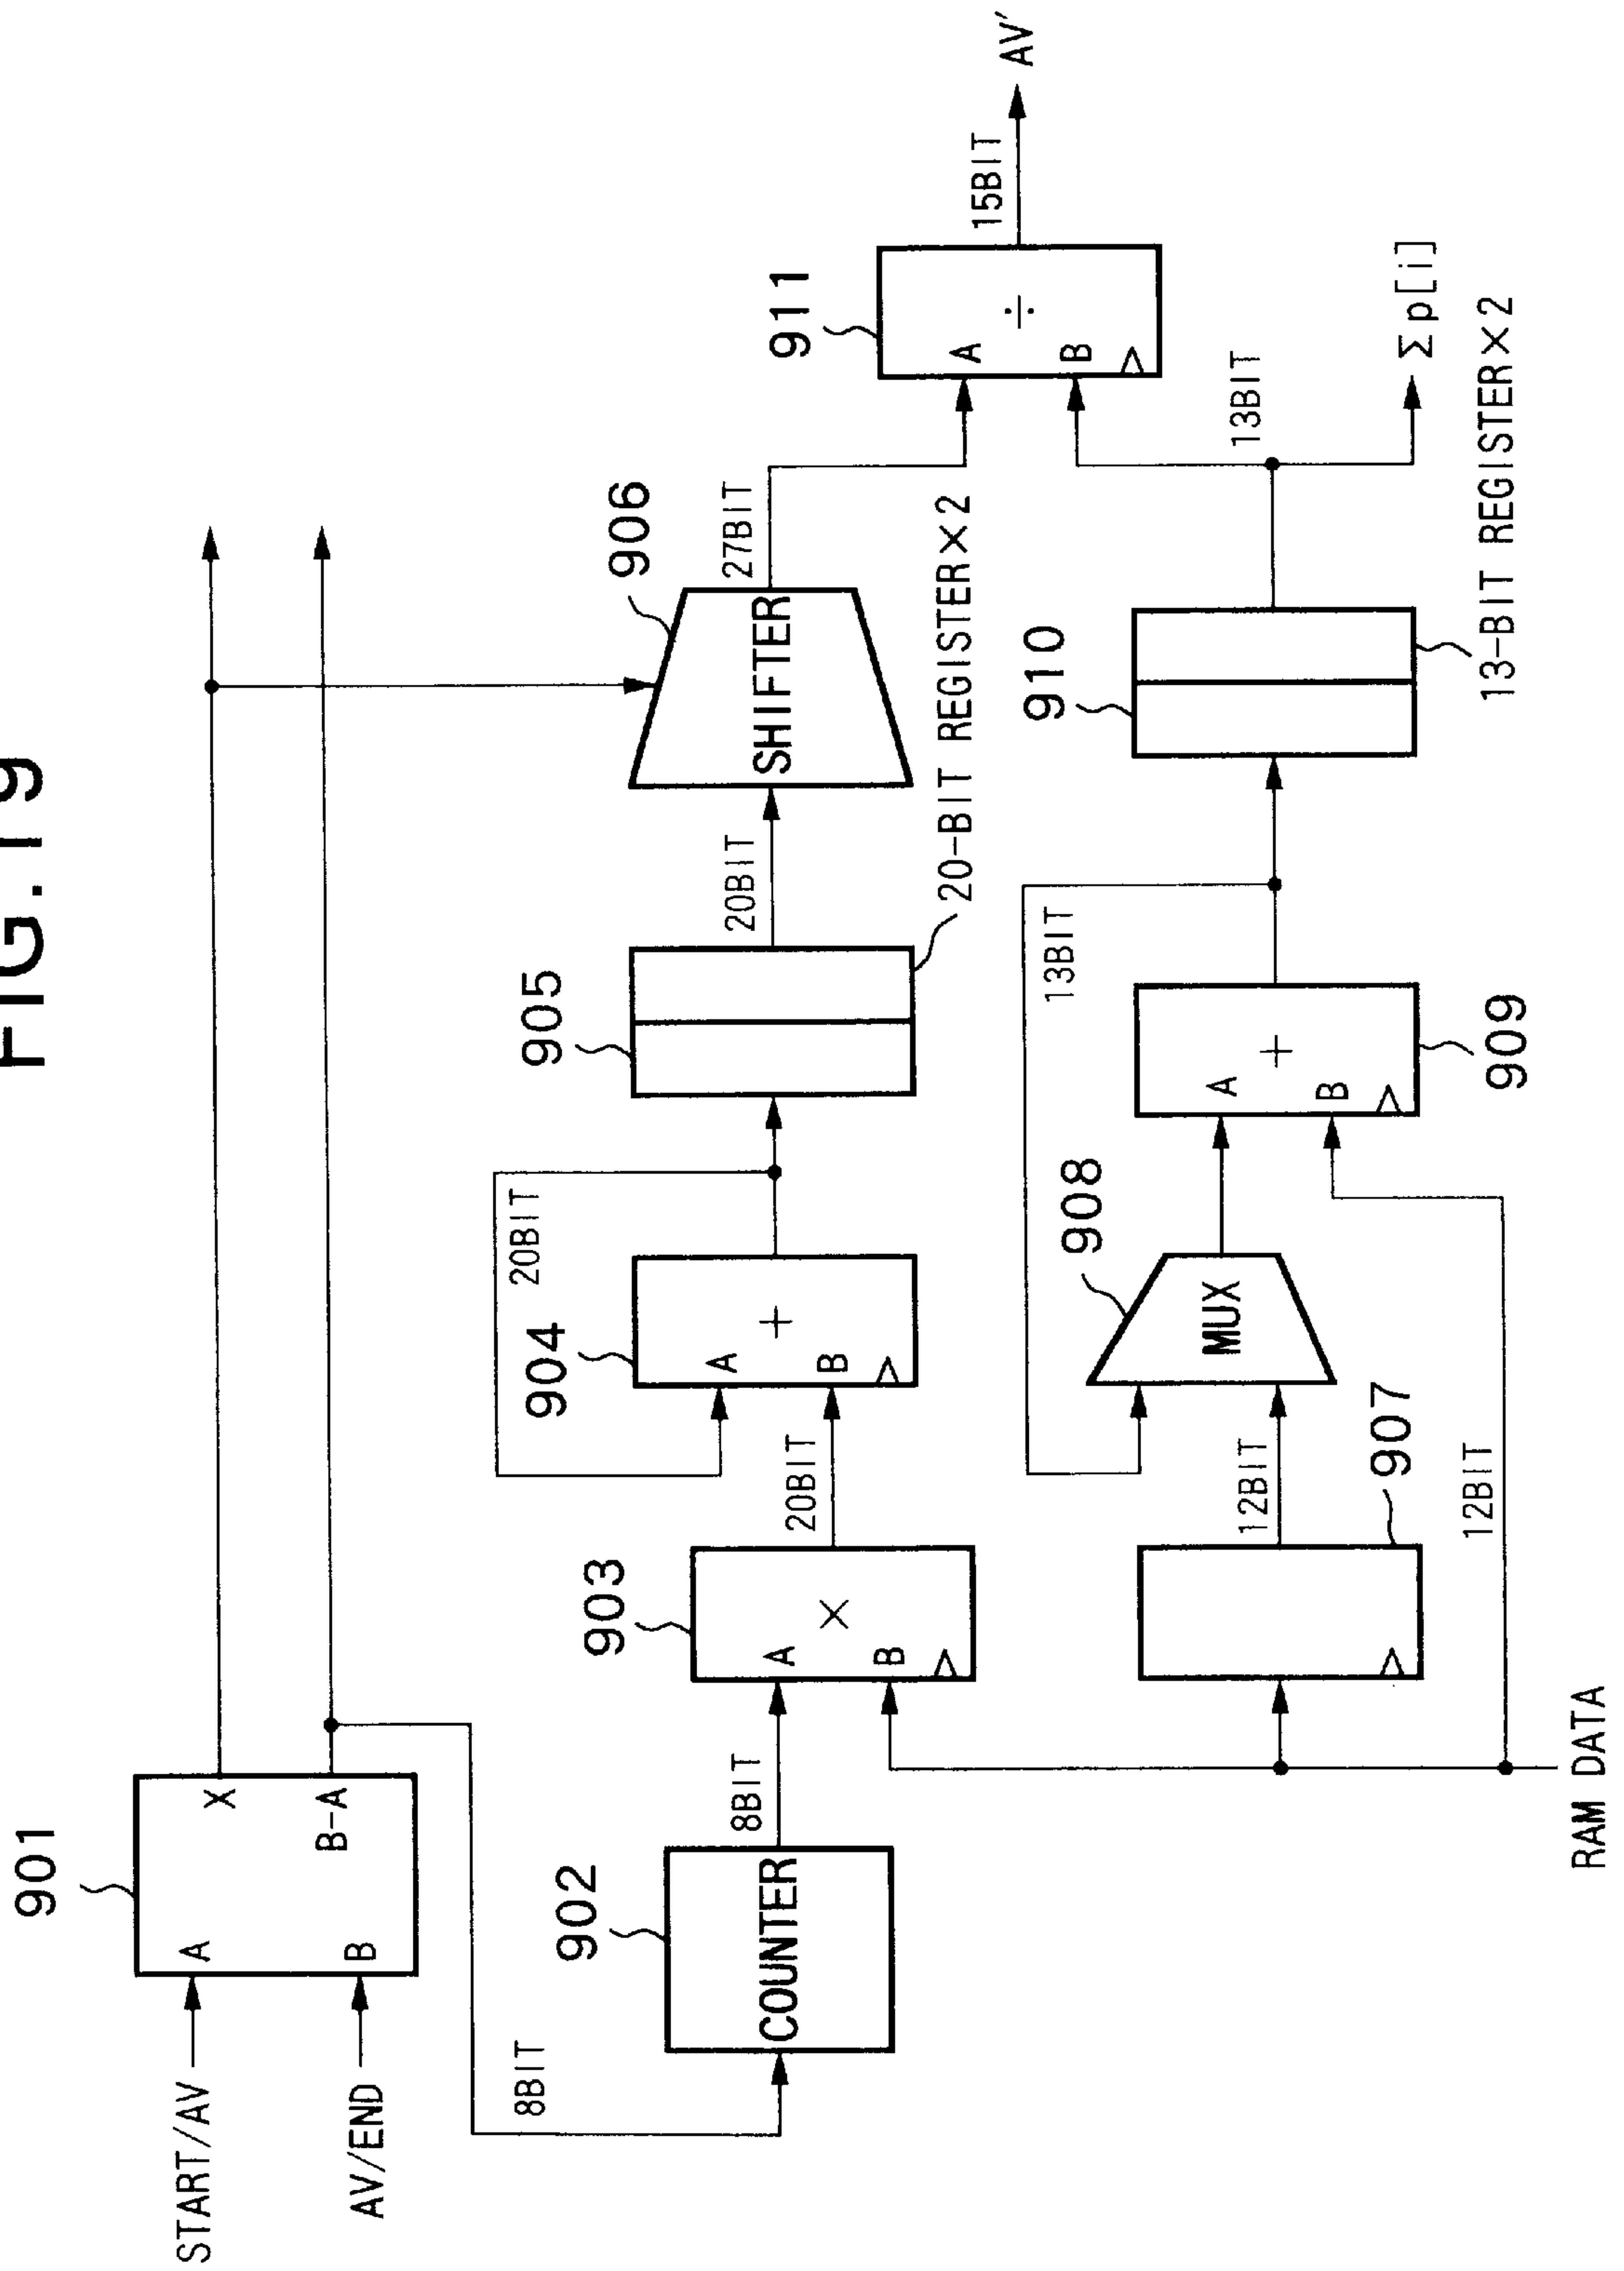 FIG.19
901
START/AV
AV/END
A
B
X
B-A
8BIT
902
COUNTER
8BIT
903
A
B
×
20BIT
904
A
B
+
20BIT
905
20BIT
20-BIT REGISTER×2
906
SHIFTER
27BIT
RAM DATA
907
12BIT
12BIT
908
MUX
909
A
B
+
13BIT
910
13-BIT REGISTER×2
13BIT
Σp[i]
911
A
B
÷
15BIT
AV'